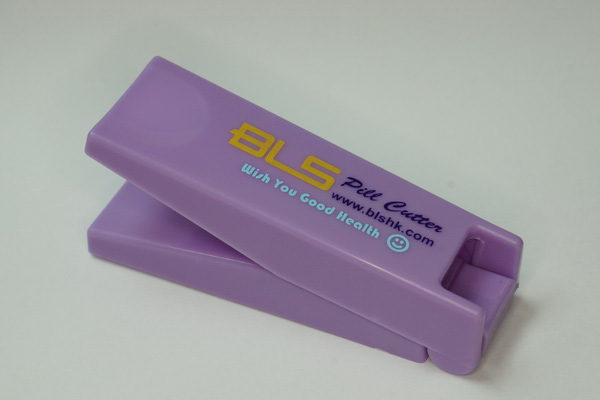 BLS Pill Cutter
www.blshk.com
Wish You Good Health